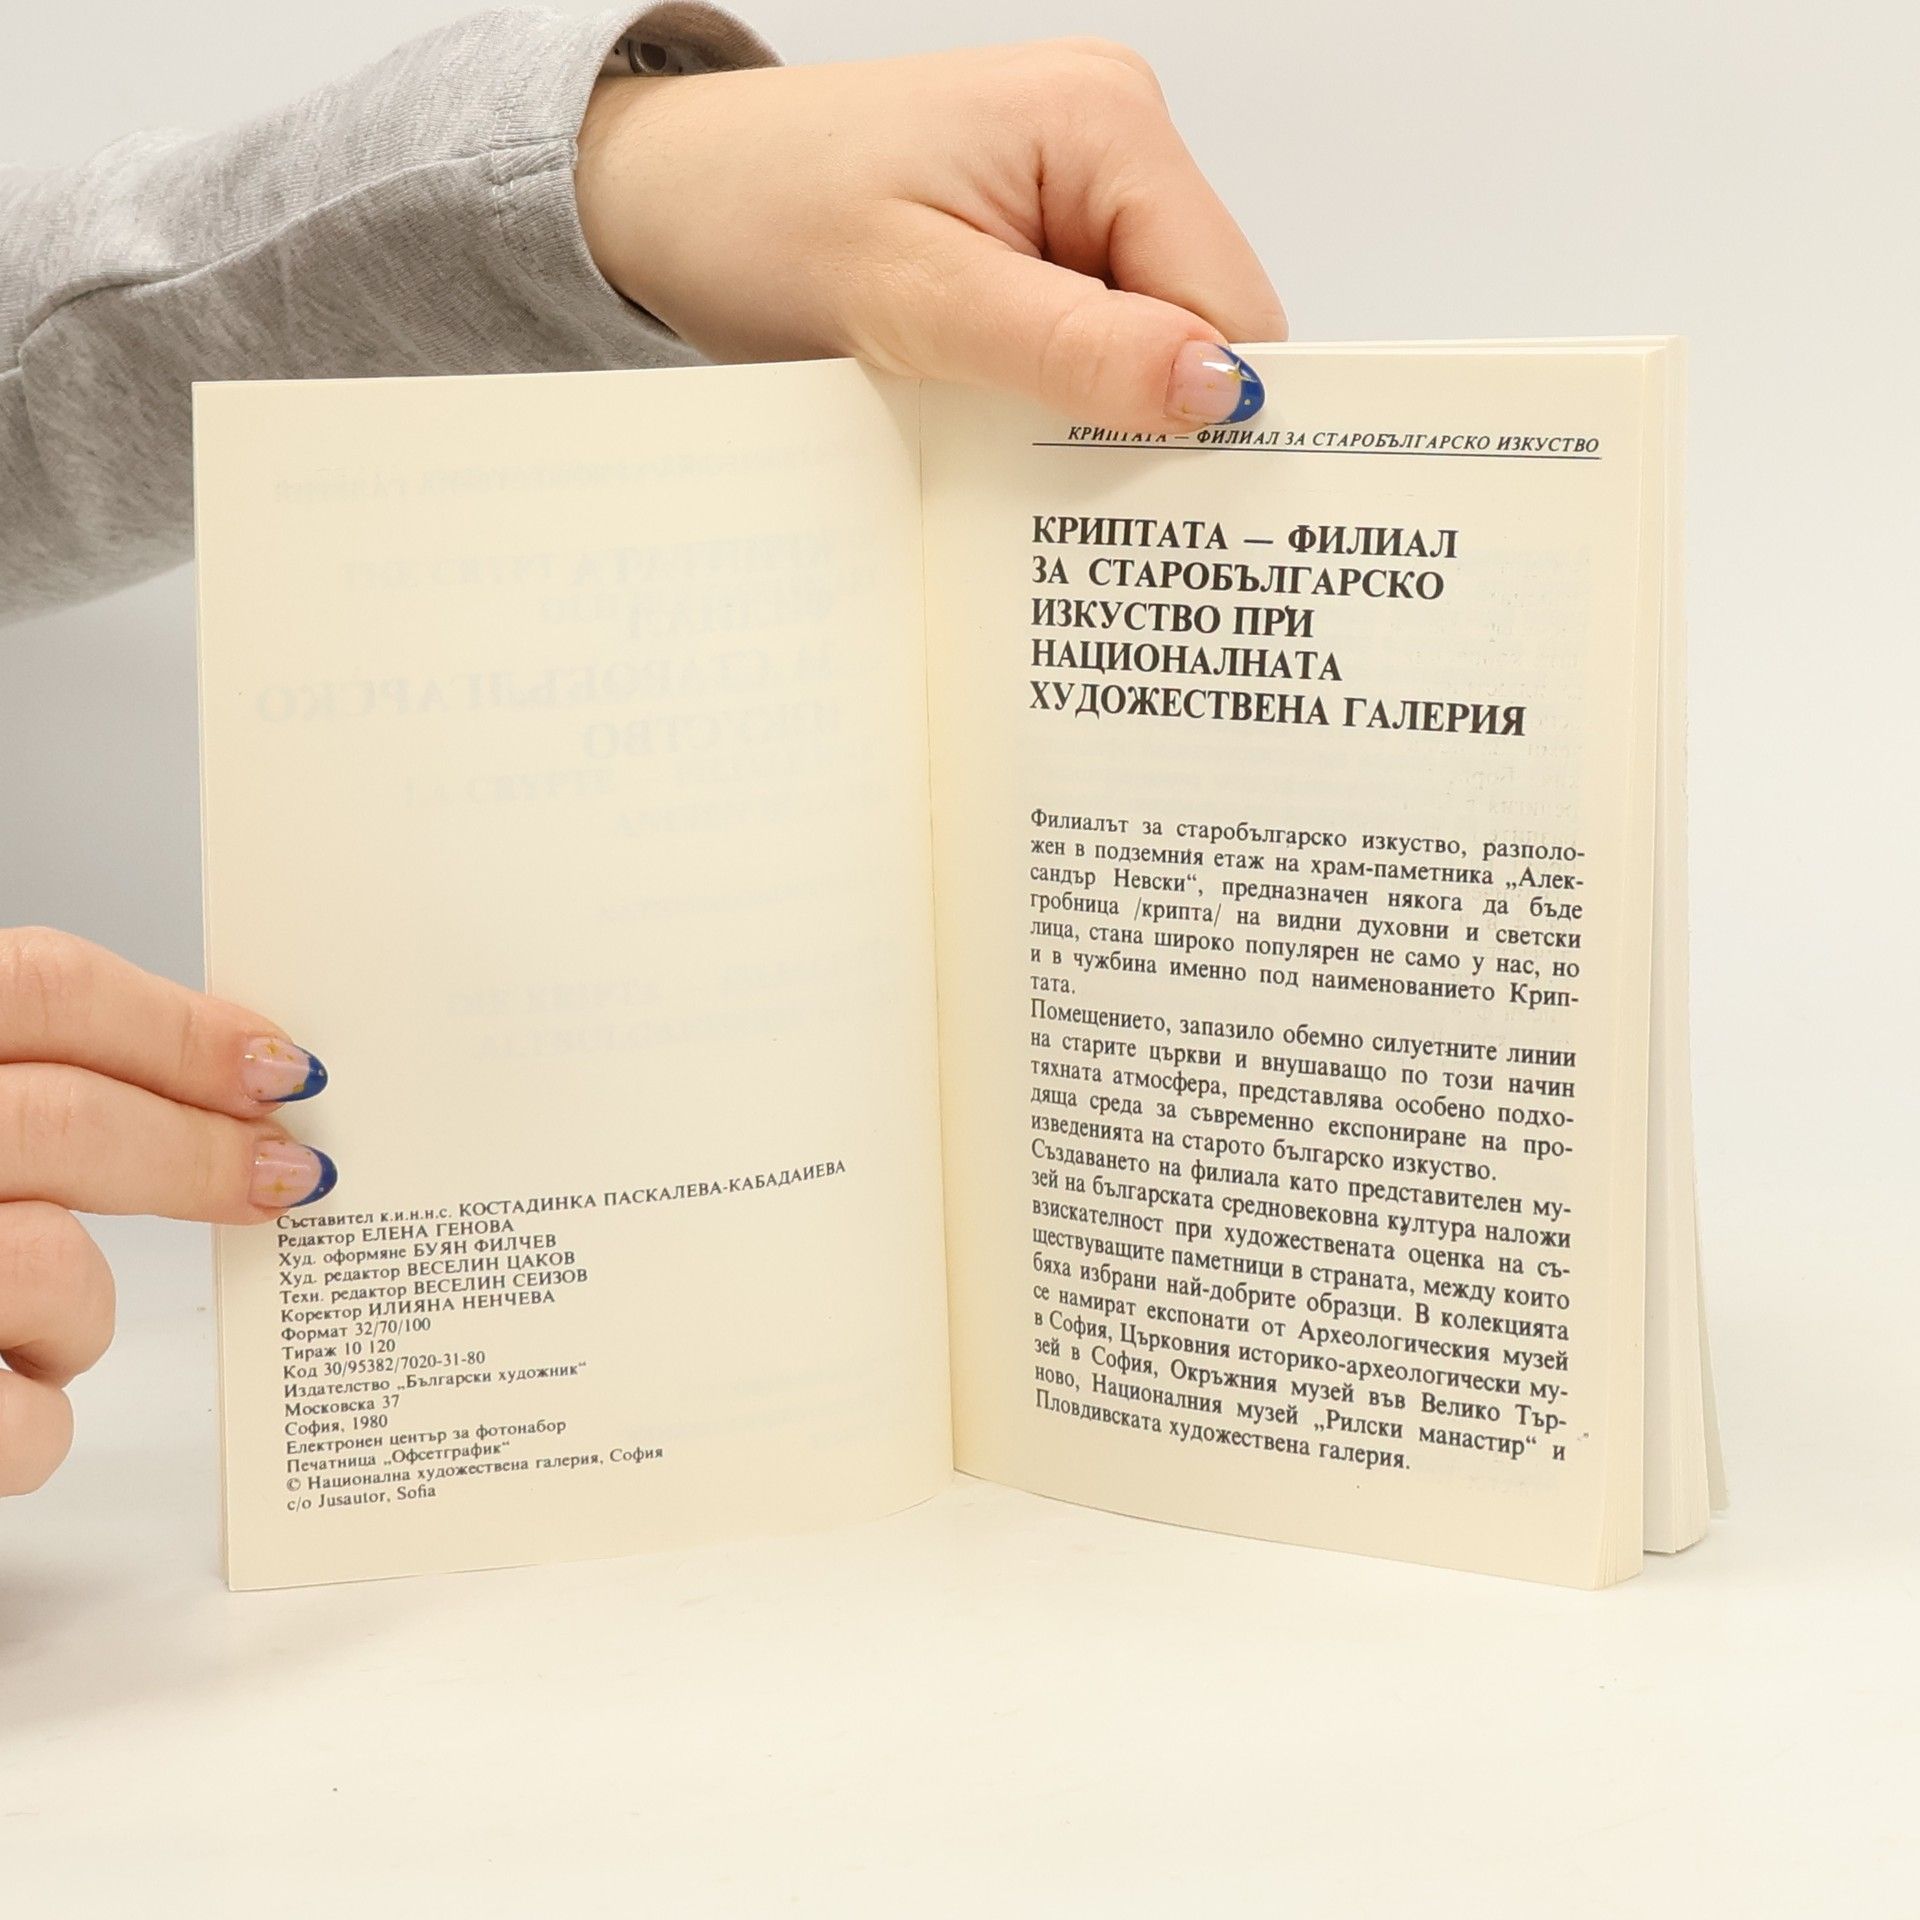 Съставител к.и.н.н.с. КОСТАДИНКА ПАСКАЛЕВА-КАБАДАИЕВА
Редактор ЕЛЕНА ГЕНОВА
Худ. оформяне БУЯН ФИЛЧЕВ
Худ. редактор ВЕСЕЛИН ЦАКОВ
Техн. редактор ВЕСЕЛИН СЕИЗОВ
Коректор ИЛИЯНА НЕНЧЕВА
Формат 32/70/100
Тираж 10 120
Код 30/95382/7020-31-80
Издателство „Български художник“
Московска 37
София, 1980
Електронен център за фотонабор
Печатница „Офсетграфик“
© Национална художествена галерия, София
c/o Jusautor, Sofia
КРИПТАТА — ФИЛИАЛ ЗА СТАРОБЪЛГАРСКО ИЗКУСТВО
КРИПТАТА — ФИЛИАЛ
ЗА СТАРОБЪЛГАРСКО
ИЗКУСТВО ПРИ
НАЦИОНАЛНАТА
ХУДОЖЕСТВЕНА ГАЛЕРИЯ
Филиалът за старобългарско изкуство, разполо-
жен в подземния етаж на храм-паметника „Алек-
сандър Невски“, предназначен някога да бъде
гробница /крипта/ на видни духовни и светски
лица, стана широко популярен не само у нас, но
и в чужбина именно под наименованието Крип-
тата.
Помещението, запазило обемно силуетните линии
на старите църкви и внушаващо по този начин
тяхната атмосфера, представлява особено подхо-
дяща среда за съвременно експониране на про-
изведенията на старото българско изкуство.
Създаването на филиала като представителен му-
зей на българската средновековна култура наложи
взискателност при художествената оценка на съ-
ществуващите паметници в страната, между които
бяха избрани най-добрите образци. В колекцията
се намират експонати от Археологическия музей
в София, Църковния историко-археологически му-
зей в София, Окръжния музей във Велико Тър-
ново, Националния музей „Рилски манастир“ и
Пловдивската художествена галерия.